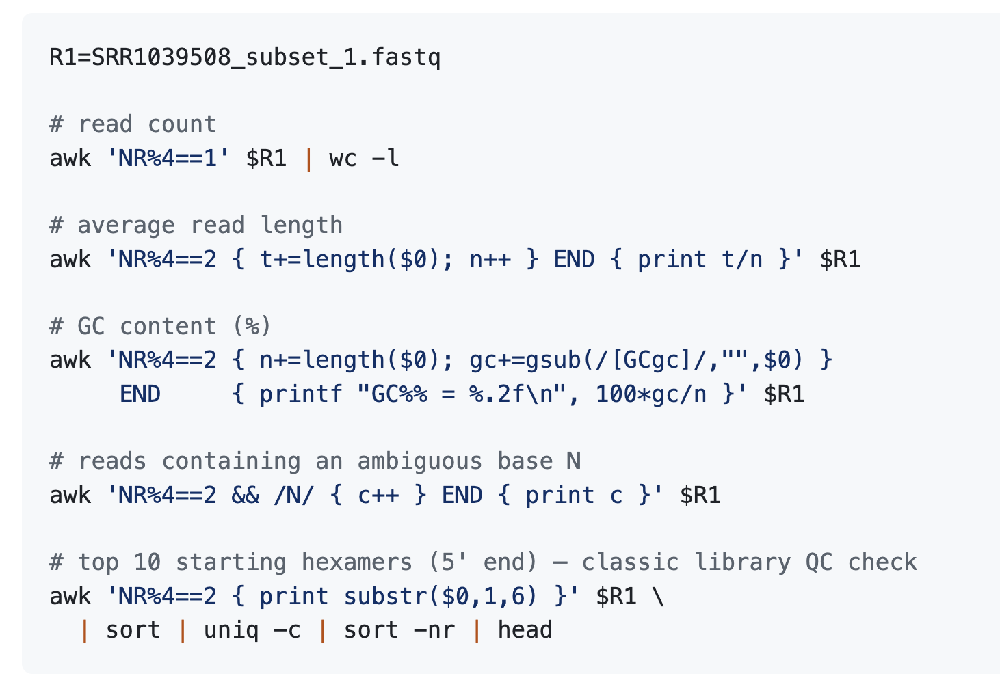 R1=SRR1039508_subset_1.fastq
# read count
awk 'NR%4==1' $R1 | wc -l
# average read length
awk 'NR%4==2 { t+=length($0); n++ } END { print t/n }' $R1
# GC content (%)
awk 'NR%4==2 { n+=length($0); gc+=gsub(/[GCgc]/,"",$0) }
     END     { printf "GC%% = %.2f\n", 100*gc/n }' $R1
# reads containing an ambiguous base N
awk 'NR%4==2 && /N/ { c++ } END { print c }' $R1
# top 10 starting hexamers (5' end) — classic library QC check
awk 'NR%4==2 { print substr($0,1,6) }' $R1 \
  | sort | uniq -c | sort -nr | head